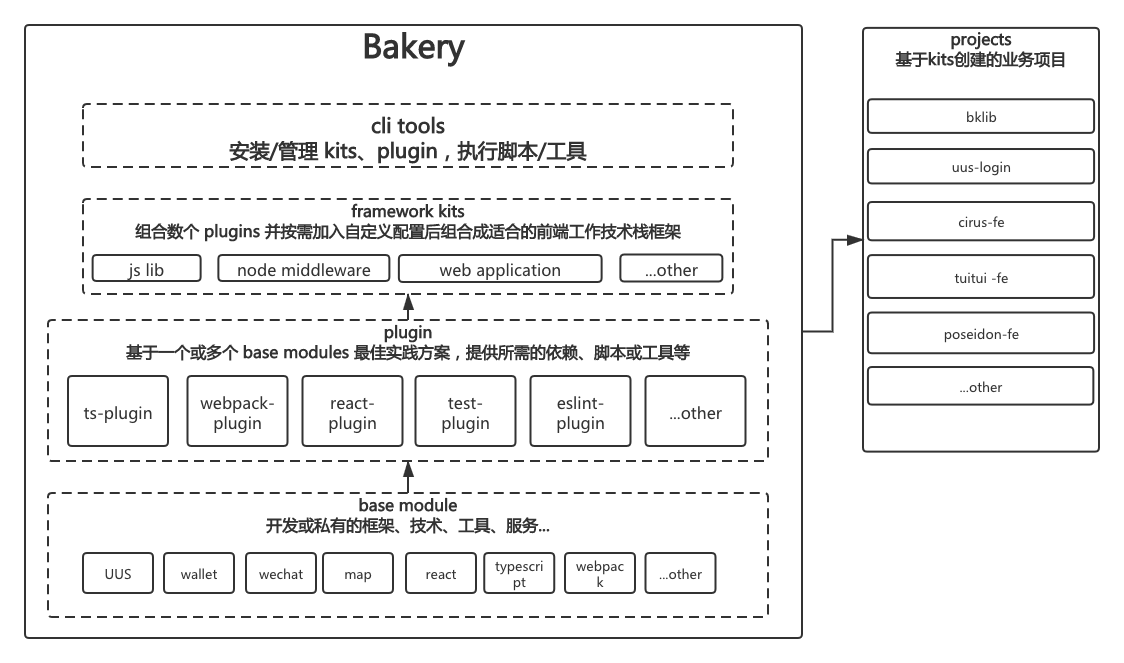 Bakery
cli tools
安装/管理 kits、plugin，执行脚本/工具
framework kits
组合数个 plugins 并按需加入自定义配置后组合成适合的前端工作技术栈框架
js lib
node middleware
web application
...other
plugin
基于一个或多个 base modules 最佳实践方案，提供所需的依赖、脚本或工具等
ts-plugin
webpack-
plugin
react-
plugin
test-
plugin
eslint-
plugin
...other
base module
开发或私有的框架、技术、工具、服务...
UUS
wallet
wechat
map
react
typescri
pt
webpac
k
...other
projects
基于kits创建的业务项目
bklib
uus-login
cirus-fe
tuitui -fe
poseidon-fe
...other